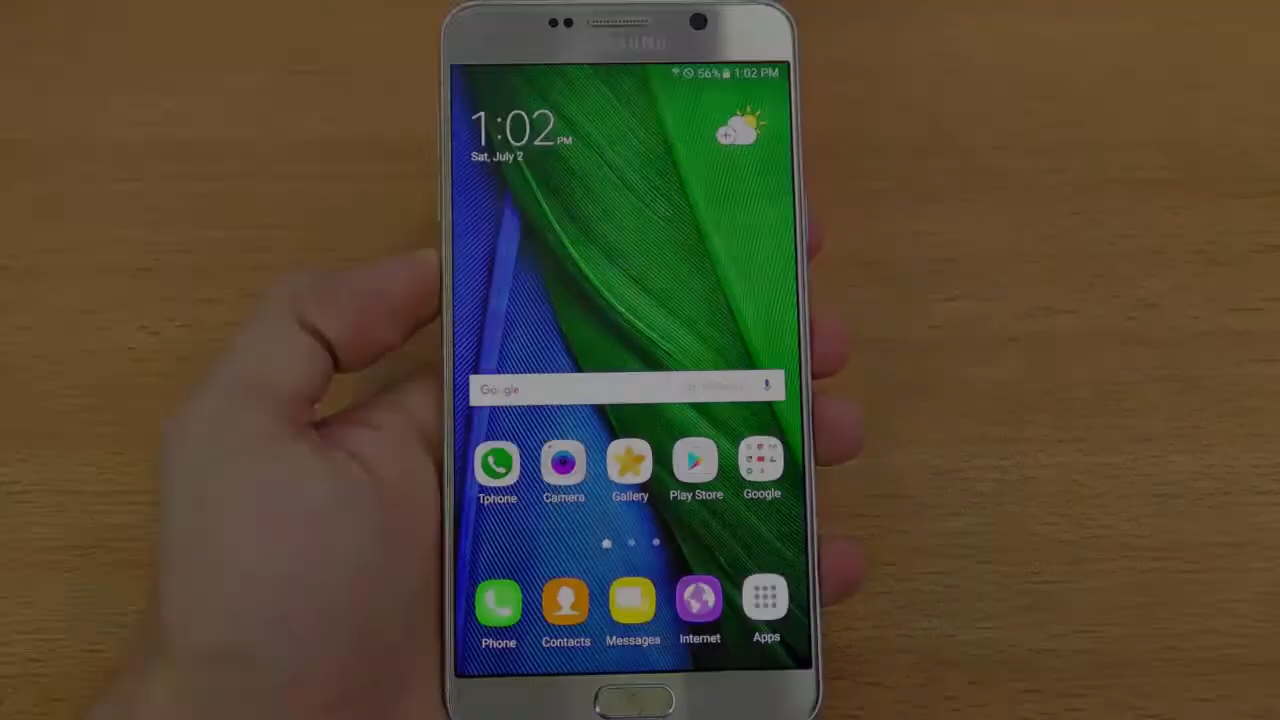 SAMSUNG
56% 1:02 PM
1:02 PM
Sat, July 2
Google
Tphone Camera Gallery Play Store Google
Phone Contacts Messages Internet Apps